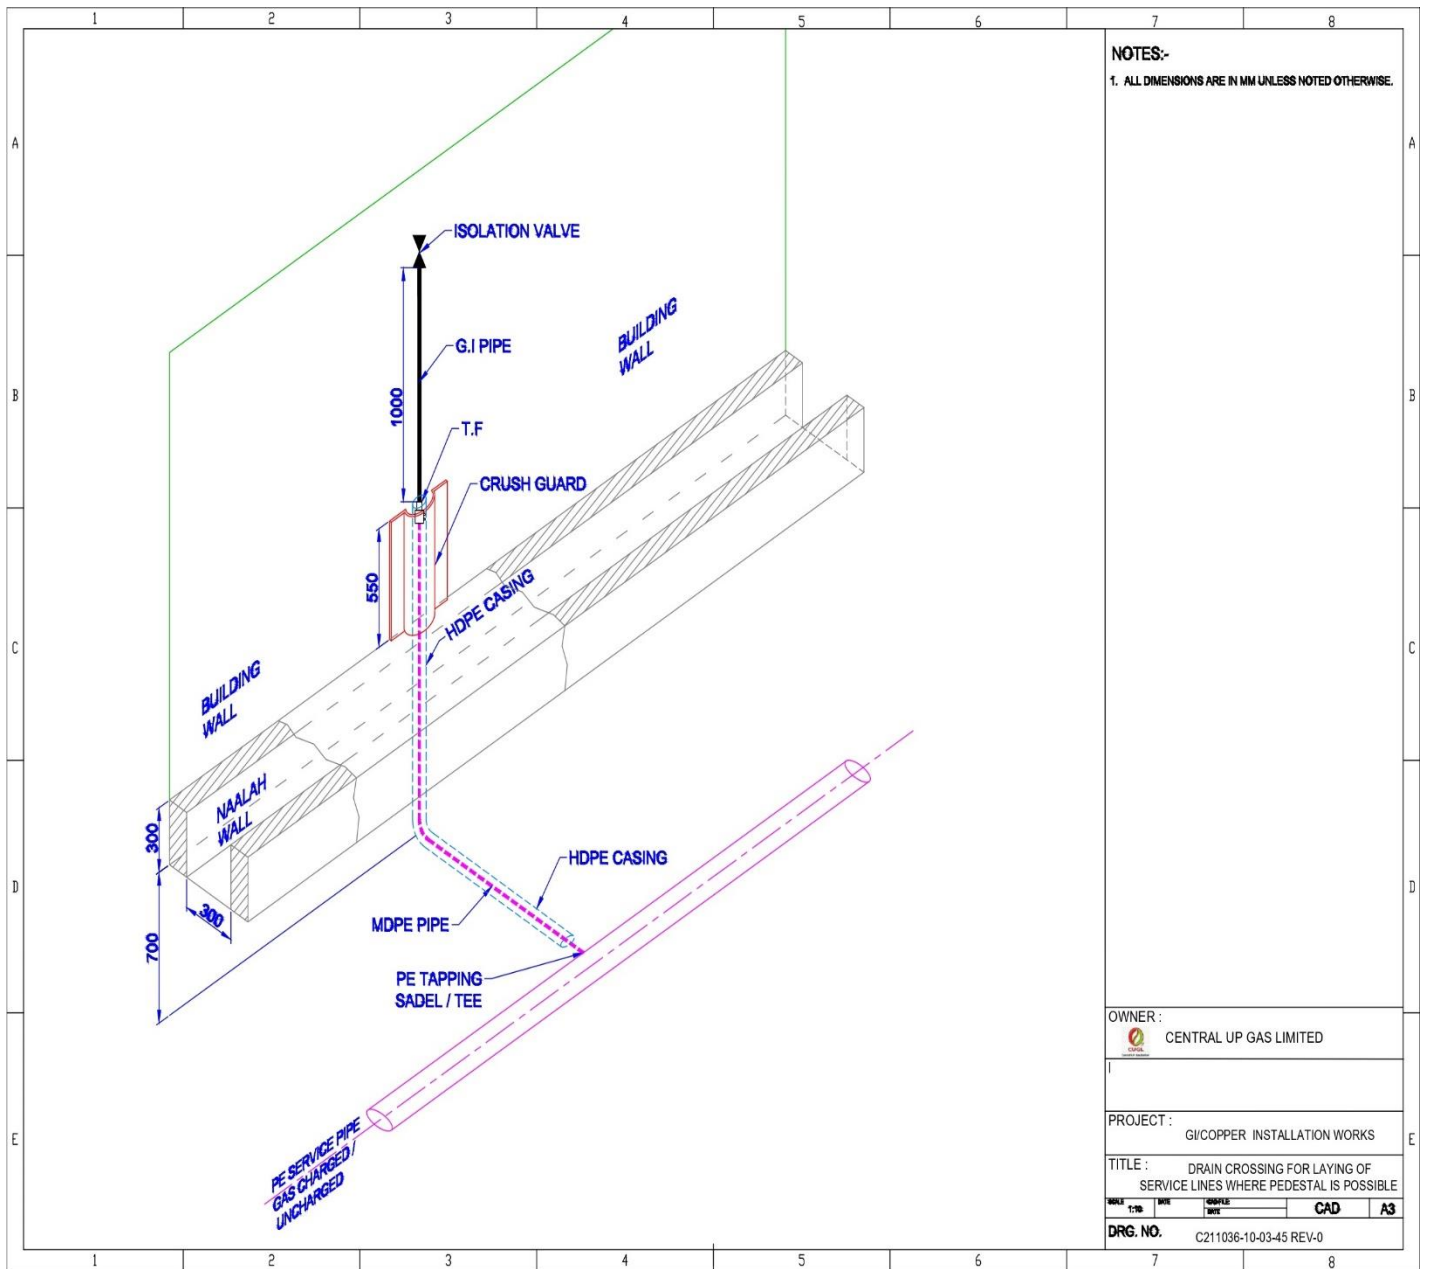 1 2 3 4 5 6 7 8
A A
B B
C C
D D
E E
ISOLATION VALVE
G.I PIPE
1000
T.F
CRUSH GUARD
550
HDPE CASING
BUILDING
WALL
BUILDING
WALL
NAALAH
WALL
300
300
700
HDPE CASING
MDPE PIPE
PE TAPPING
SADEL / TEE
PE SERVICE PIPE
GAS CHARGED /
UNCHARGED
NOTES:-
1. ALL DIMENSIONS ARE IN MM UNLESS NOTED OTHERWISE.
OWNER :
CUGL
CENTRAL UP GAS LIMITED
PROJECT :
GI/COPPER INSTALLATION WORKS
TITLE :
DRAIN CROSSING FOR LAYING OF
SERVICE LINES WHERE PEDESTAL IS POSSIBLE
SCALE DATE
DATE
CAD A3
DRG. NO. C211036-10-03-45 REV-0
1 2 3 4 5 6 7 8